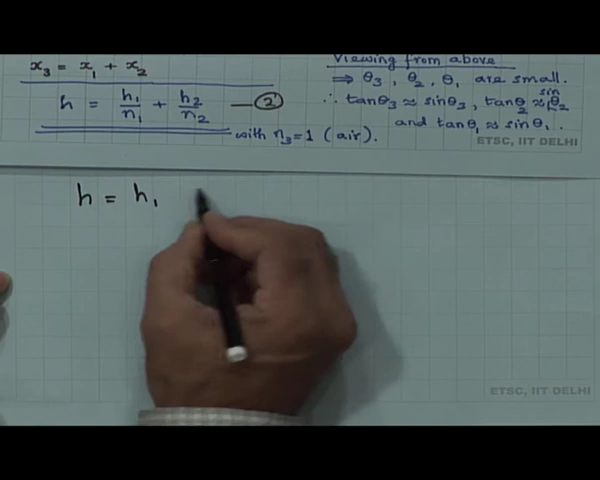 x₃ = x₁ + x₂
h = h₁/n₁ + h₂/n₂ —②
Viewing from above
⇒ θ₃, θ₂, θ₁ are small.
∴ tanθ₃ ≈ sinθ₃, tanθ₂ ≈ sinθ₂
and tanθ₁ ≈ sinθ₁.
with n₃=1 (air).
ETSC, IIT DELHI
h = h₁
ETSC, IIT DELHI